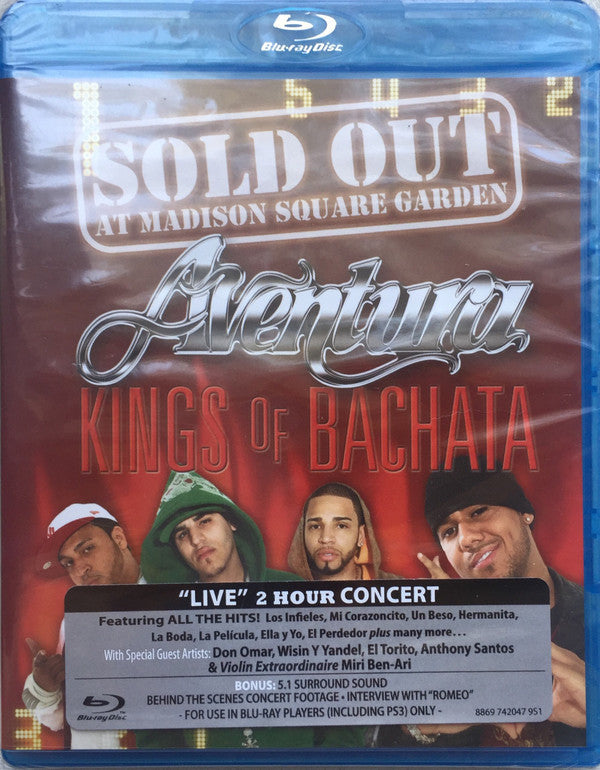 Blu-ray Disc
5 4 3 2
SOLD OUT
AT MADISON SQUARE GARDEN
Aventura
KINGS OF BACHATA
"LIVE" 2 HOUR CONCERT
Featuring ALL THE HITS! Los Infieles, Mi Corazoncito, Un Beso, Hermanita,
La Boda, La Película, Ella y Yo, El Perdedor plus many more...
With Special Guest Artists: Don Omar, Wisin Y Yandel, El Torito, Anthony Santos
& Violin Extraordinaire Miri Ben-Ari
BONUS: 5.1 SURROUND SOUND
BEHIND THE SCENES CONCERT FOOTAGE • INTERVIEW WITH "ROMEO"
- FOR USE IN BLU-RAY PLAYERS (INCLUDING PS3) ONLY -
Blu-ray Disc
8869 742047 951